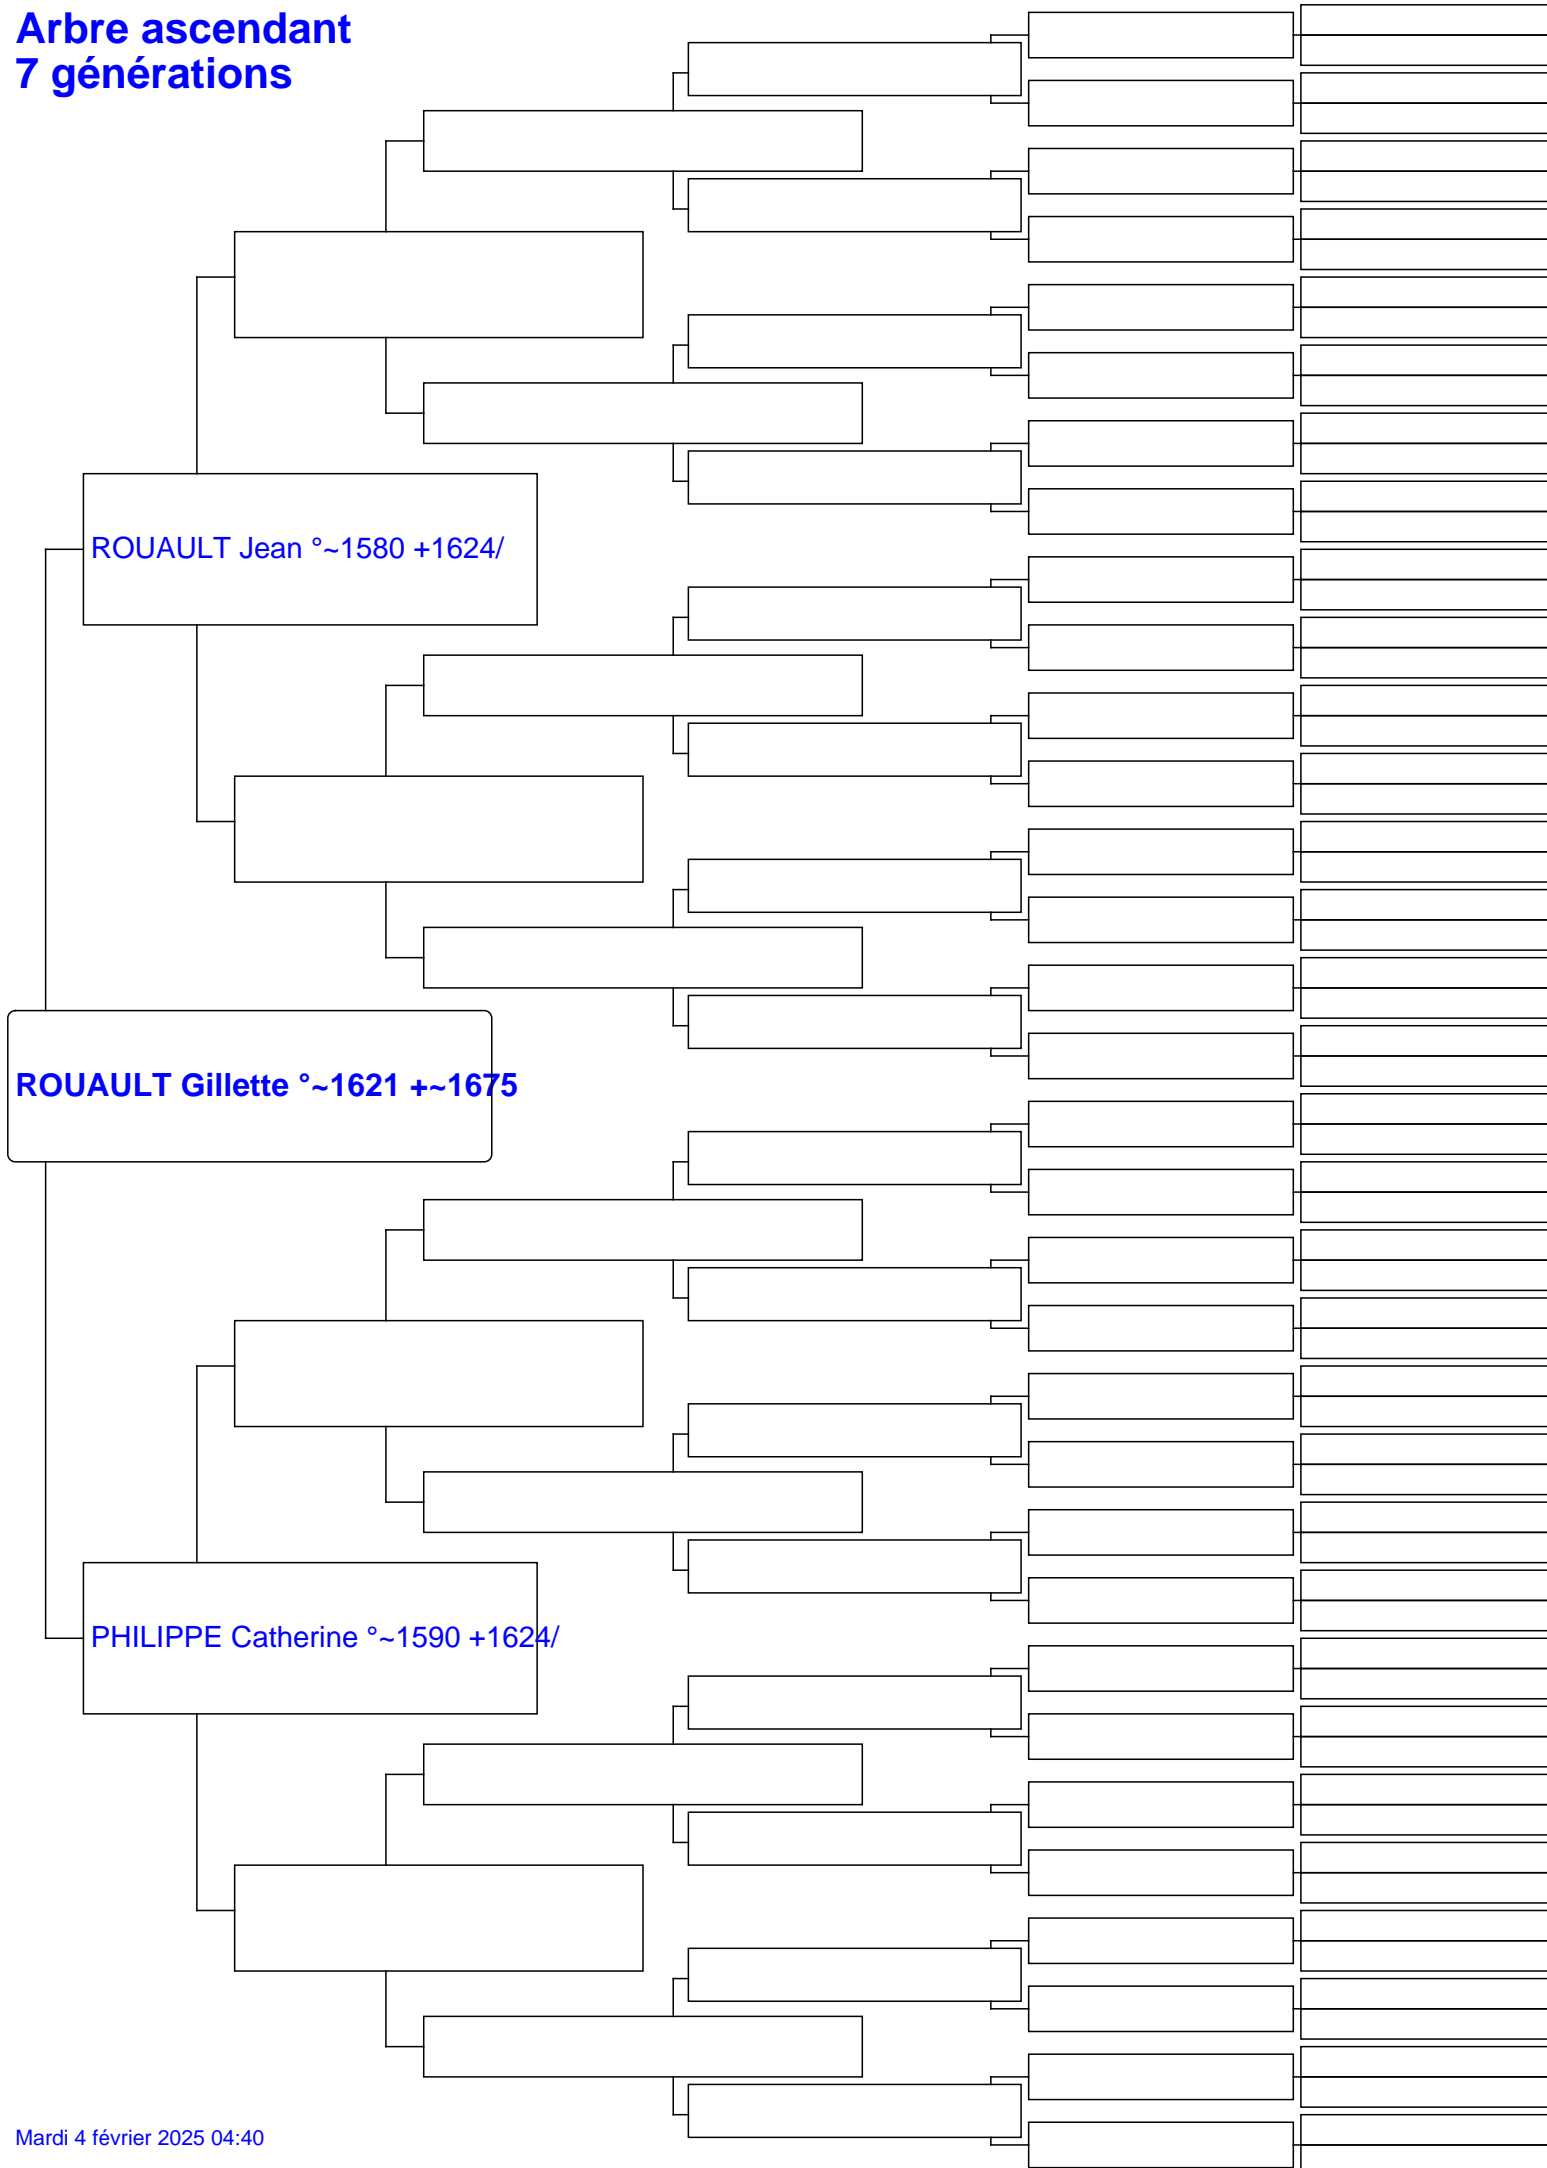 Arbre ascendant
7 générations
ROUAULT Jean °~1580 +1624/
ROUAULT Gillette °~1621 +~1675
PHILIPPE Catherine °~1590 +1624/
Mardi 4 février 2025 04:40